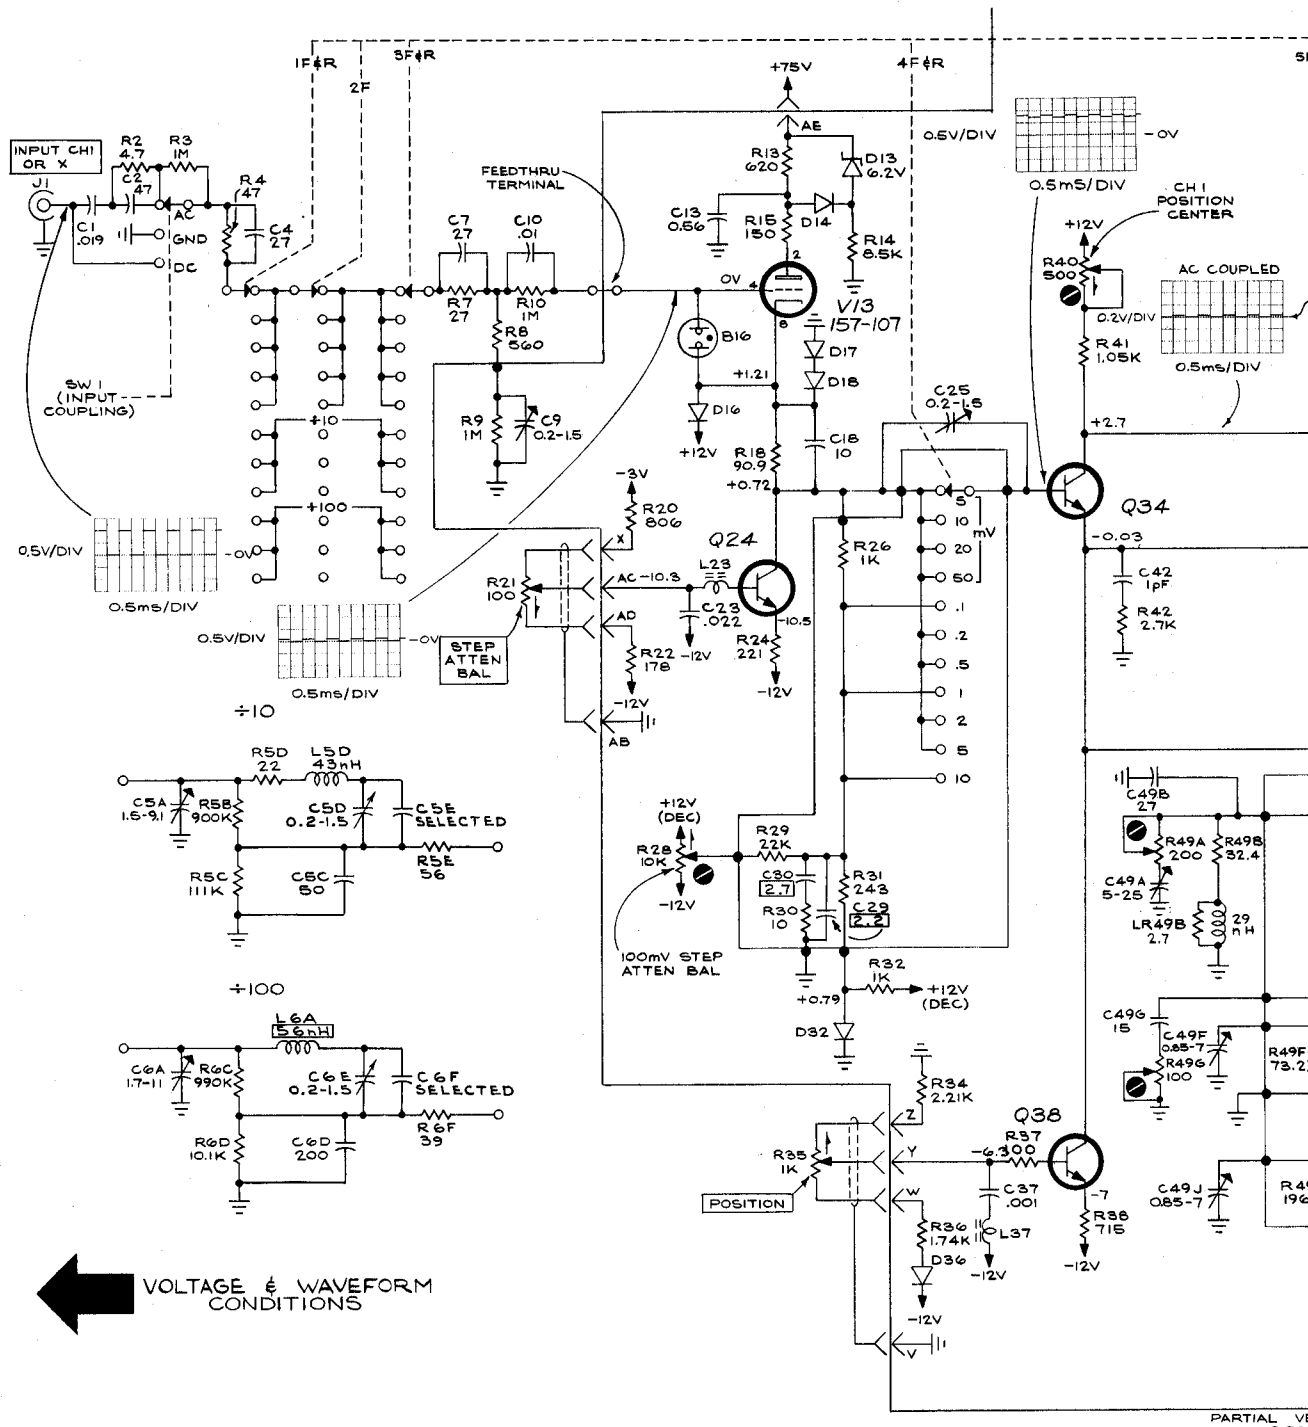 1F&R
2F
3F&R
4F&R
+75V
AE
INPUT CH1
OR X
J1
R2
4.7
R3
1M
C2
.47
C1
.019
AC
GND
DC
R4
47
C4
27
SW 1
(INPUT
COUPLING)
÷10
÷100
C7
27
R7
27
C10
.01
R10
1M
R8
560
R9
1M
C9
0.2-1.5
FEEDTHRU
TERMINAL
0V
4
2
8
V13
157-107
R13
620
D13
6.2V
C13
0.56
R15
150
D14
R14
8.5K
B16
D16
+12V
+1.21
D17
D18
R18
90.9
C18
10
+0.72
C25
0.2-1.5
0.5V/DIV
-0V
0.5mS/DIV
CH 1
POSITION
CENTER
+12V
R40
500
AC COUPLED
0.2V/DIV
0.5ms/DIV
R41
1.05K
+2.7
Q34
-0.03
C42
1pF
R42
2.7K
5
10
20
50
mV
.1
.2
.5
1
2
5
10
R26
1K
0.5V/DIV
-0V
0.5ms/DIV
0.5V/DIV
-0V
0.5ms/DIV
-3V
R20
806
X
R21
100
AC -10.3
AD
STEP
ATTEN
BAL
R22
178
-12V
AB
L23
C23
.022
-12V
Q24
-10.5
R24
221
-12V
÷10
R5D
22
L5D
43nH
C5A
1.5-9.1
R5B
900K
C5D
0.2-1.5
C5E
SELECTED
R5C
111K
C5C
50
R5E
56
÷100
L6A
56nH
C6A
1.7-11
R6C
990K
C6E
0.2-1.5
C6F
SELECTED
R6D
10.1K
C6D
200
R6F
39
+12V
(DEC)
R28
10K
-12V
100mV STEP
ATTEN BAL
R29
22K
C30
2.7
R30
10
C29
2.2
R31
243
R32
1K
+12V
(DEC)
+0.79
D32
C49B
27
R49A
200
R49B
32.4
C49A
5-25
LR49B
2.7
29
nH
C49G
15
C49F
0.85-7
R49G
100
R49F
73.2
C49J
0.85-7
R34
2.21K
Z
Y
W
V
R35
1K
POSITION
-6.3
R37
100
Q38
C37
.001
L37
-12V
-7
R38
715
-12V
R36
1.74K
D36
-12V
VOLTAGE & WAVEFORM
CONDITIONS
PARTIAL